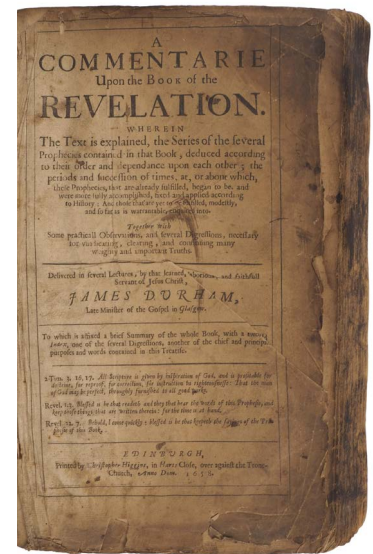 A
COMMENTARIE
Upon the BOOK of the
REVELATION.
WHEREIN
The Text is explained, the Series of the several
Prophecies contained in that Book, deduced according
to their order and dependance upon each other; the
periods and succession of times, at, or about which,
these Prophecies, that are already fulfilled, began to be, and
were more fully accomplished, fixed and applied according
to History; And those that are yet to be fulfilled, modestly,
and so far as is warrantable, enquired into.
Together With
Some practicall Observations, and several Digressions, necessary
for vindicating, clearing, and confirming many
weighty and important Truths.
Delivered in several Lectures, by that learned, laborious, and faithfull
Servant of Jesus Christ,
JAMES DURHAM,
Late Minister of the Gospel in Glasgow.
To which is affixed a brief Summary of the whole Book, with a
Index, one of the several Digressions, another of the chief and principal
purposes and words contained in this Treatise.
2 Tim. 3. 16, 17. All Scripture is given by inspiration of God, and is profitable for
doctrine, for reproof, for correction, for instruction in righteousnesse: That the man
of God may be perfect, throughly furnished to all good works.
Revel. 1.3. Blessed is he that readeth and they that hear the words of this Prophesie, and
keep those things that are written therein: for the time is at hand.
Revel. 22. 7. Behold, I come quickly: blessed is he that keepeth the sayings of the Pro-
phesie of this Book.
EDINBURGH,
Printed by Christopher Higgins, in Harts Close, over against the Trone-
Church, Anno Dom.